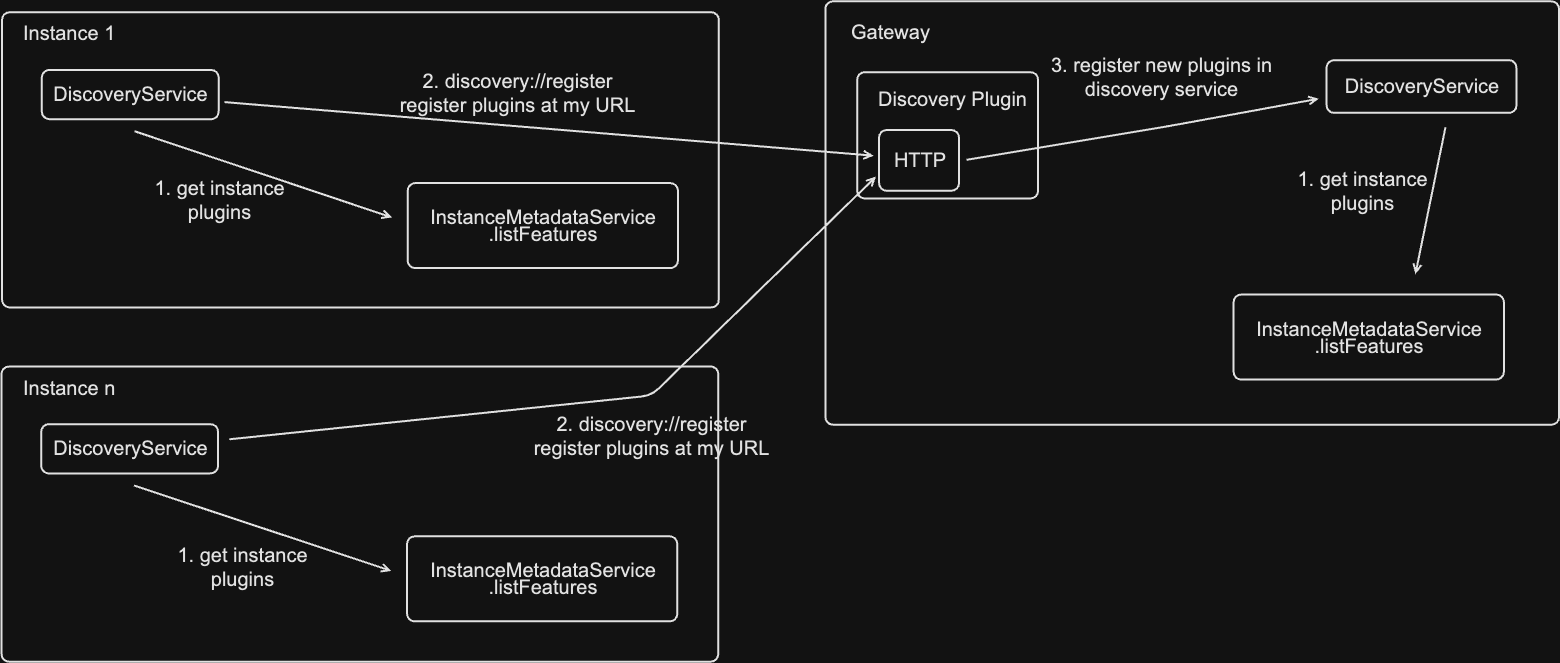 Instance 1
DiscoveryService
2. discovery://register
register plugins at my URL
1. get instance
plugins
InstanceMetadataService
.listFeatures
Instance n
DiscoveryService
2. discovery://register
register plugins at my URL
1. get instance
plugins
InstanceMetadataService
.listFeatures
Gateway
Discovery Plugin
HTTP
3. register new plugins in
discovery service
DiscoveryService
1. get instance
plugins
InstanceMetadataService
.listFeatures